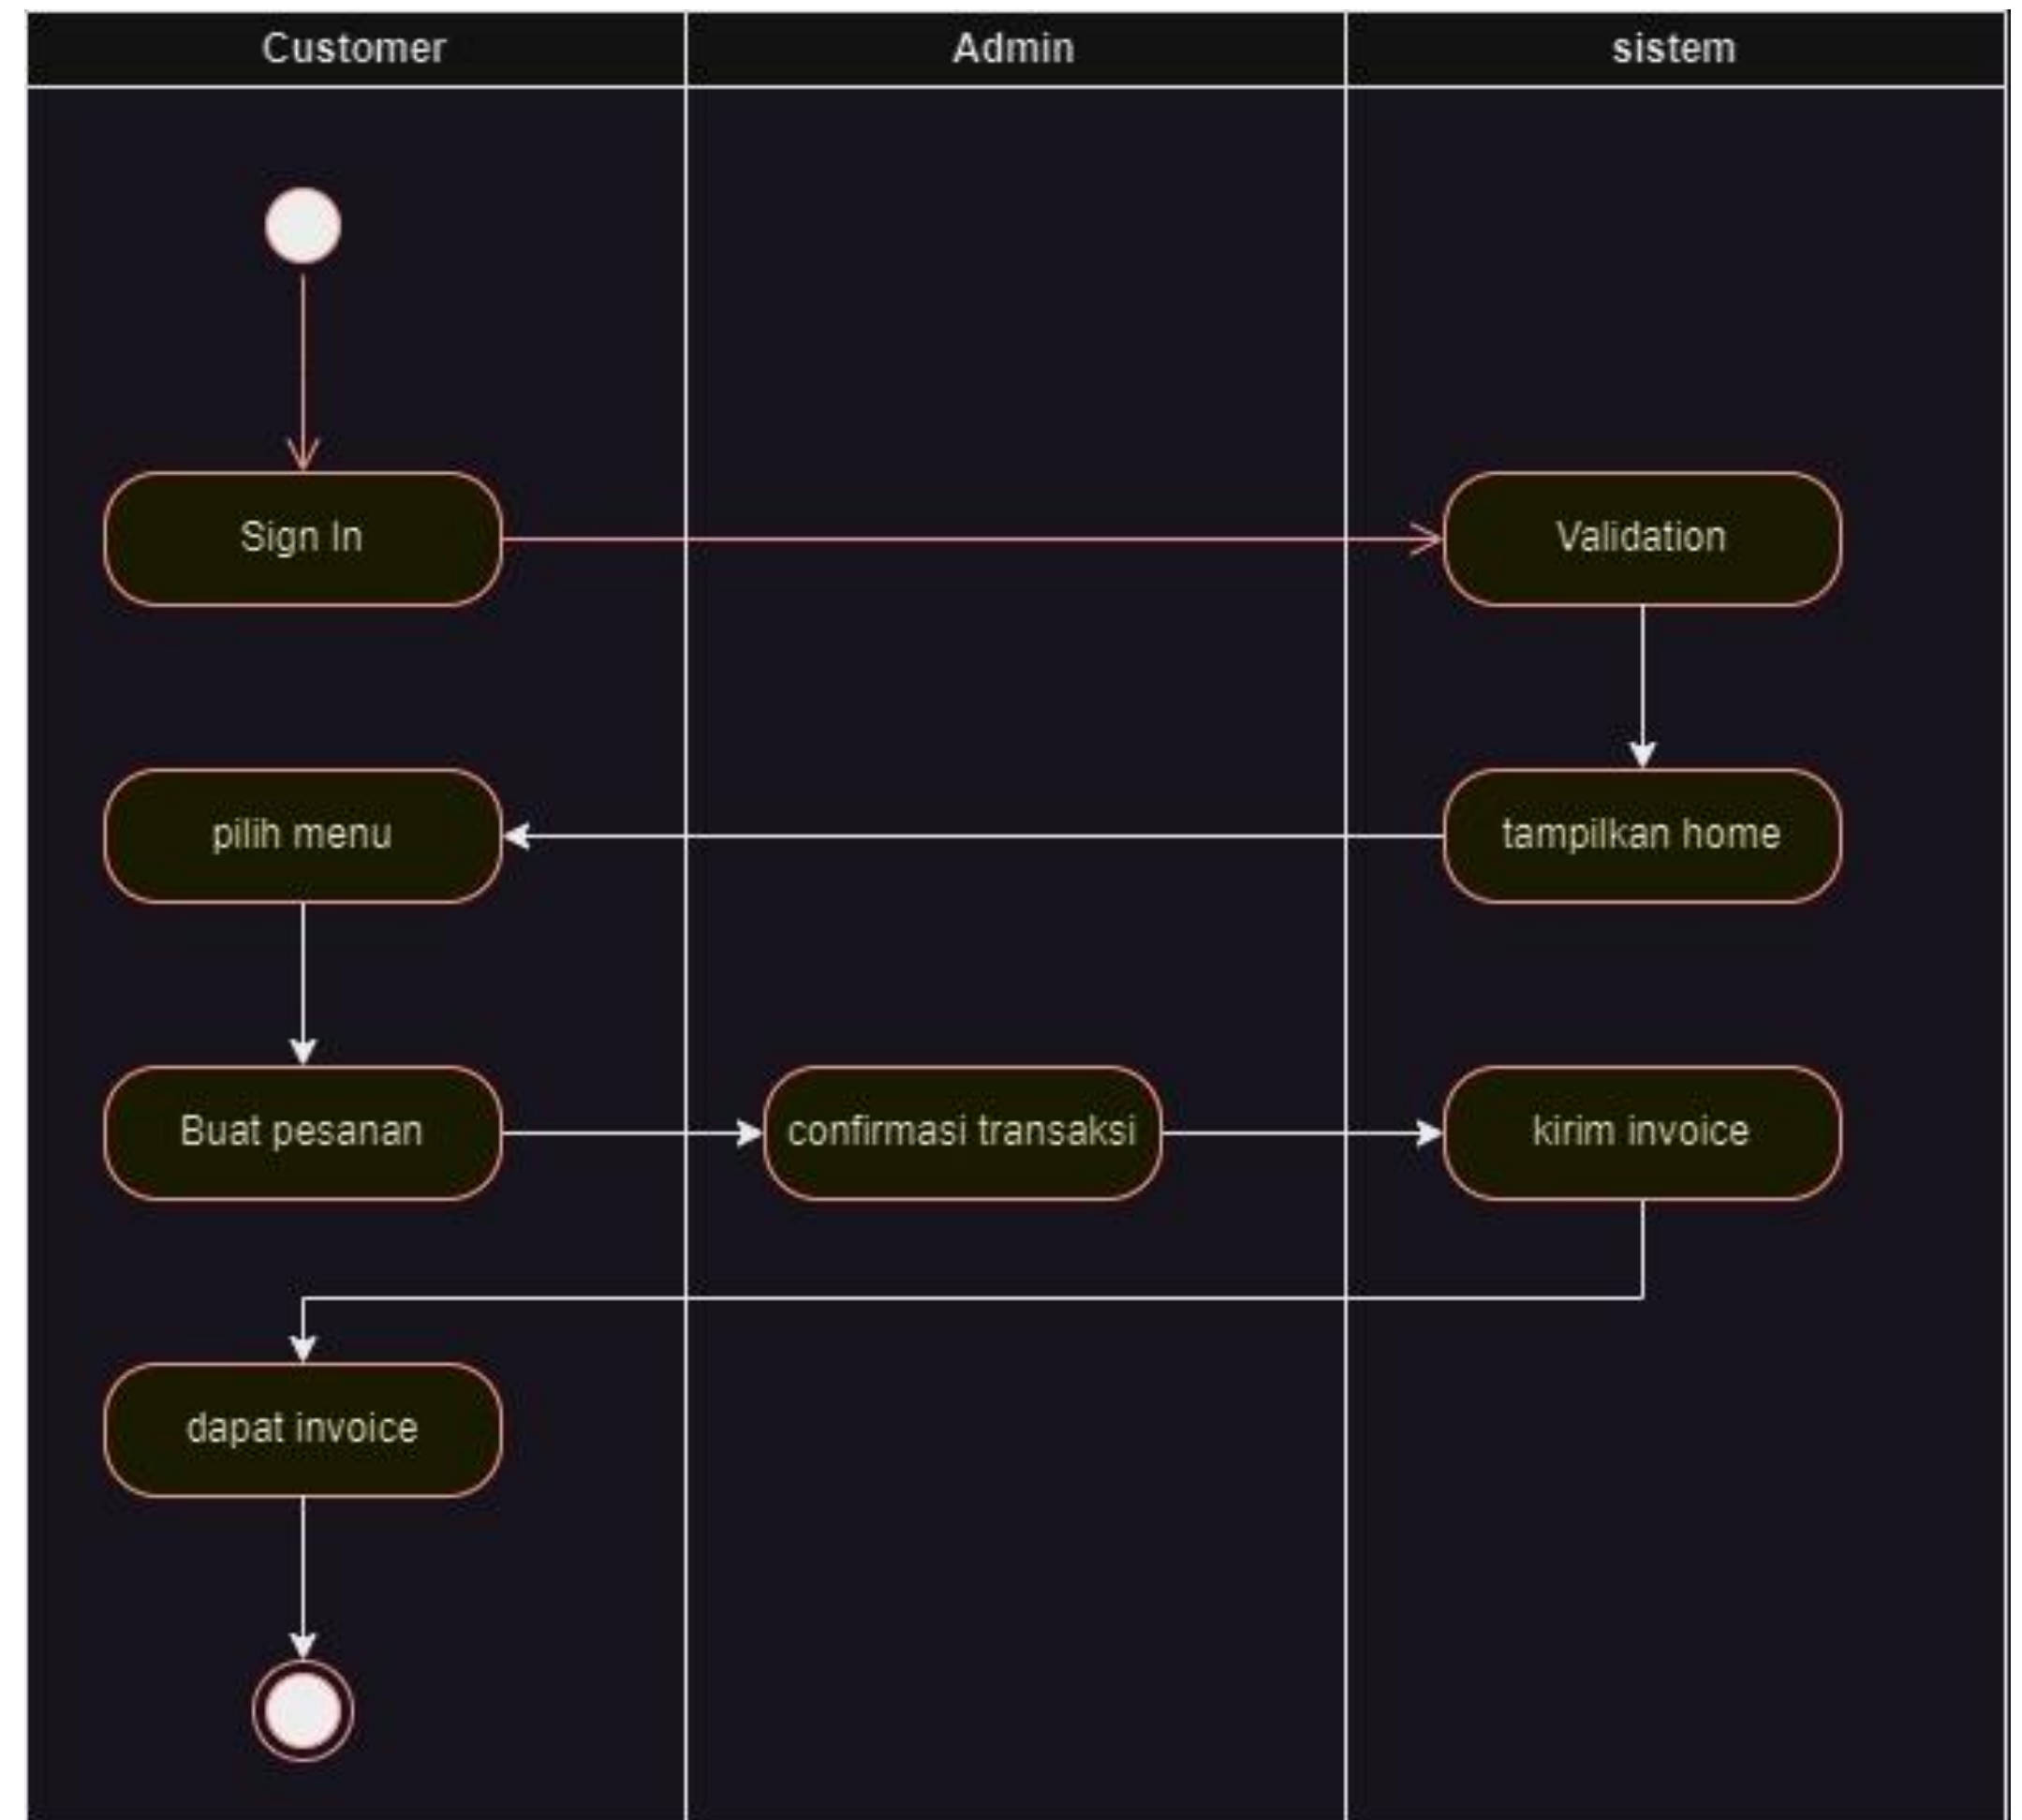 Customer
Admin
sistem
Sign In
Validation
pilih menu
tampilkan home
Buat pesanan
confirmasi transaksi
kirim invoice
dapat invoice